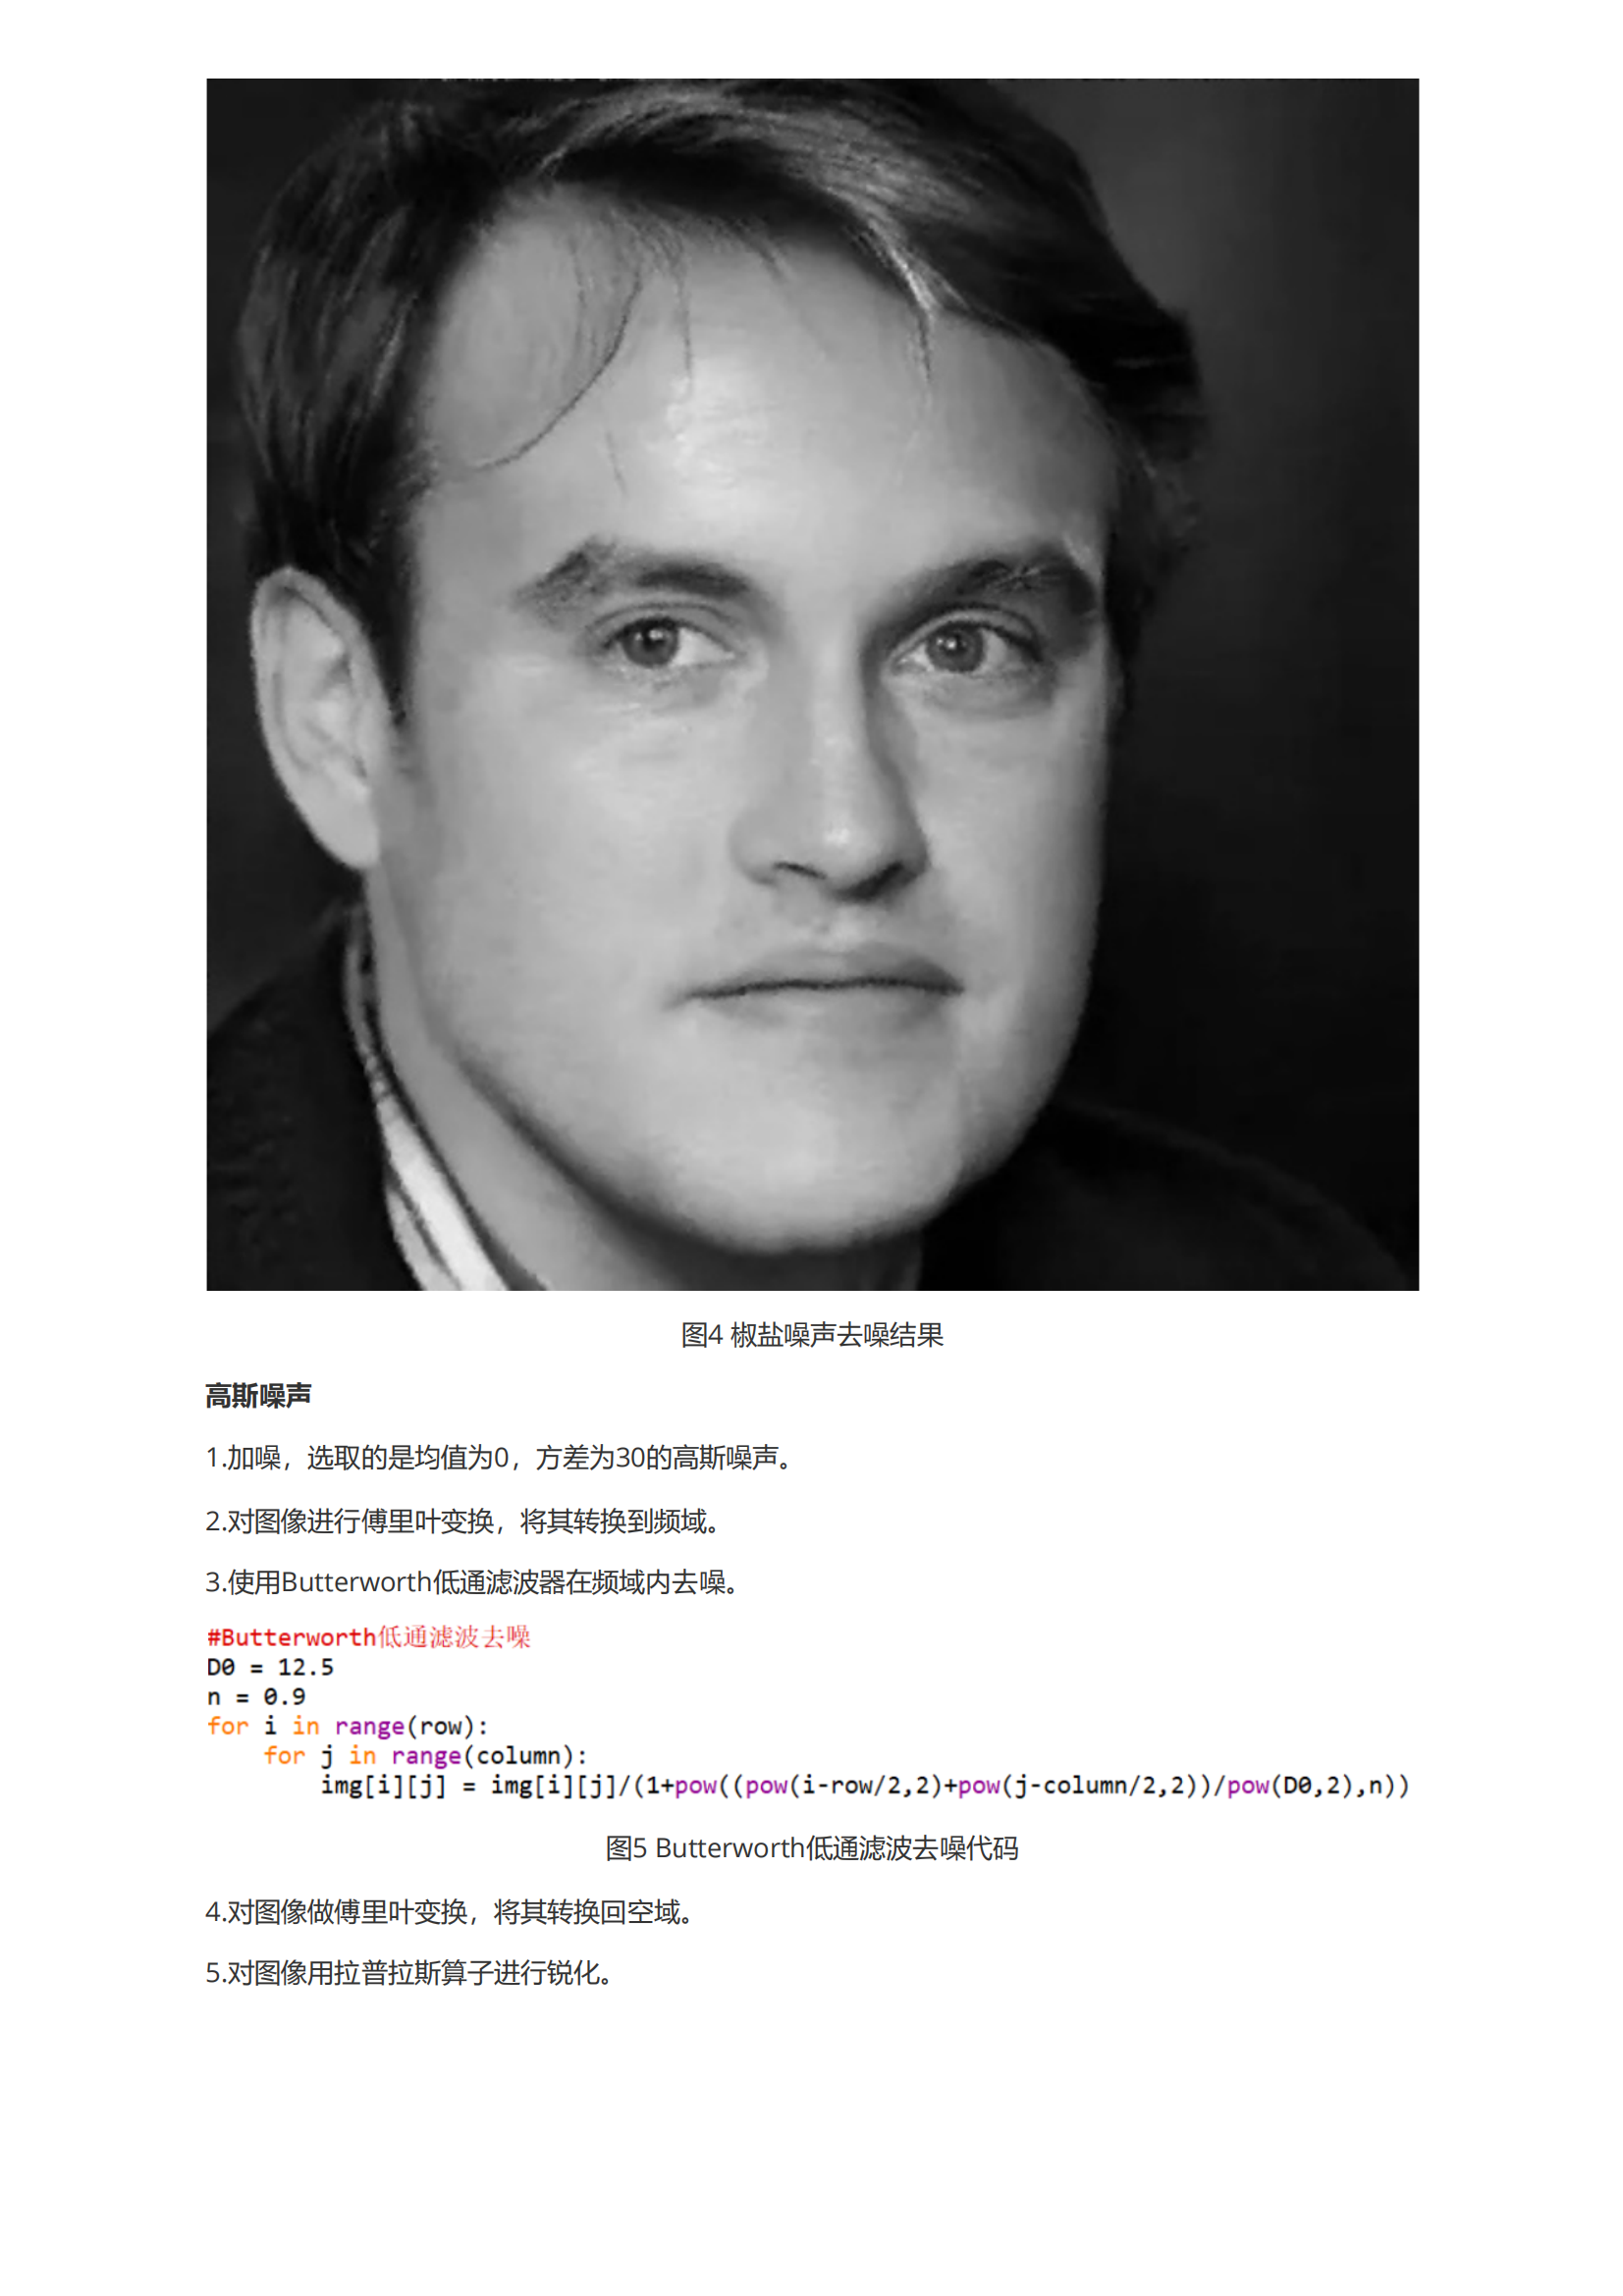 图4 椒盐噪声去噪结果
高斯噪声
1.加噪，选取的是均值为0，方差为30的高斯噪声。
2.对图像进行傅里叶变换，将其转换到频域。
3.使用Butterworth低通滤波器在频域内去噪。
#Butterworth低通滤波去噪
D0 = 12.5
n = 0.9
for i in range(row):
    for j in range(column):
        img[i][j] = img[i][j]/(1+pow((pow(i-row/2,2)+pow(j-column/2,2))/pow(D0,2),n))
图5 Butterworth低通滤波去噪代码
4.对图像做傅里叶变换，将其转换回空域。
5.对图像用拉普拉斯算子进行锐化。